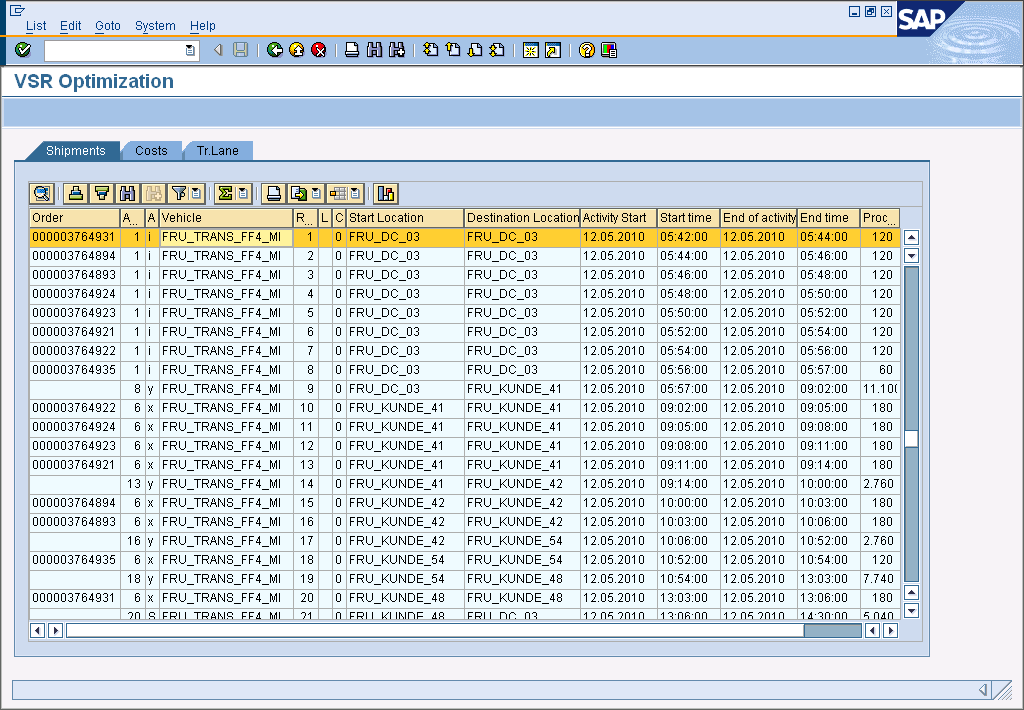 List Edit Goto System Help
SAP
VSR Optimization
Shipments Costs Tr.Lane
Order A.. A Vehicle R.. L C Start Location Destination Location Activity Start Start time End of activity End time Proc...
000003764931 1 i FRU_TRANS_FF4_MI 1 0 FRU_DC_03 FRU_DC_03 12.05.2010 05:42:00 12.05.2010 05:44:00 120
000003764894 1 i FRU_TRANS_FF4_MI 2 0 FRU_DC_03 FRU_DC_03 12.05.2010 05:44:00 12.05.2010 05:46:00 120
000003764893 1 i FRU_TRANS_FF4_MI 3 0 FRU_DC_03 FRU_DC_03 12.05.2010 05:46:00 12.05.2010 05:48:00 120
000003764924 1 i FRU_TRANS_FF4_MI 4 0 FRU_DC_03 FRU_DC_03 12.05.2010 05:48:00 12.05.2010 05:50:00 120
000003764923 1 i FRU_TRANS_FF4_MI 5 0 FRU_DC_03 FRU_DC_03 12.05.2010 05:50:00 12.05.2010 05:52:00 120
000003764921 1 i FRU_TRANS_FF4_MI 6 0 FRU_DC_03 FRU_DC_03 12.05.2010 05:52:00 12.05.2010 05:54:00 120
000003764922 1 i FRU_TRANS_FF4_MI 7 0 FRU_DC_03 FRU_DC_03 12.05.2010 05:54:00 12.05.2010 05:56:00 120
000003764935 1 i FRU_TRANS_FF4_MI 8 0 FRU_DC_03 FRU_DC_03 12.05.2010 05:56:00 12.05.2010 05:57:00 60
8 y FRU_TRANS_FF4_MI 9 0 FRU_DC_03 FRU_KUNDE_41 12.05.2010 05:57:00 12.05.2010 09:02:00 11.100
000003764922 6 x FRU_TRANS_FF4_MI 10 0 FRU_KUNDE_41 FRU_KUNDE_41 12.05.2010 09:02:00 12.05.2010 09:05:00 180
000003764924 6 x FRU_TRANS_FF4_MI 11 0 FRU_KUNDE_41 FRU_KUNDE_41 12.05.2010 09:05:00 12.05.2010 09:08:00 180
000003764923 6 x FRU_TRANS_FF4_MI 12 0 FRU_KUNDE_41 FRU_KUNDE_41 12.05.2010 09:08:00 12.05.2010 09:11:00 180
000003764921 6 x FRU_TRANS_FF4_MI 13 0 FRU_KUNDE_41 FRU_KUNDE_41 12.05.2010 09:11:00 12.05.2010 09:14:00 180
13 y FRU_TRANS_FF4_MI 14 0 FRU_KUNDE_41 FRU_KUNDE_42 12.05.2010 09:14:00 12.05.2010 10:00:00 2.760
000003764894 6 x FRU_TRANS_FF4_MI 15 0 FRU_KUNDE_42 FRU_KUNDE_42 12.05.2010 10:00:00 12.05.2010 10:03:00 180
000003764893 6 x FRU_TRANS_FF4_MI 16 0 FRU_KUNDE_42 FRU_KUNDE_42 12.05.2010 10:03:00 12.05.2010 10:06:00 180
16 y FRU_TRANS_FF4_MI 17 0 FRU_KUNDE_42 FRU_KUNDE_54 12.05.2010 10:06:00 12.05.2010 10:52:00 2.760
000003764935 6 x FRU_TRANS_FF4_MI 18 0 FRU_KUNDE_54 FRU_KUNDE_54 12.05.2010 10:52:00 12.05.2010 10:54:00 120
18 y FRU_TRANS_FF4_MI 19 0 FRU_KUNDE_54 FRU_KUNDE_48 12.05.2010 10:54:00 12.05.2010 13:03:00 7.740
000003764931 6 x FRU_TRANS_FF4_MI 20 0 FRU_KUNDE_48 FRU_KUNDE_48 12.05.2010 13:03:00 12.05.2010 13:06:00 180
20 S FRU_TRANS_FF4_MI 21 0 FRU_KUNDE_48 FRU_DC_03 12.05.2010 13:06:00 12.05.2010 14:30:00 5.040